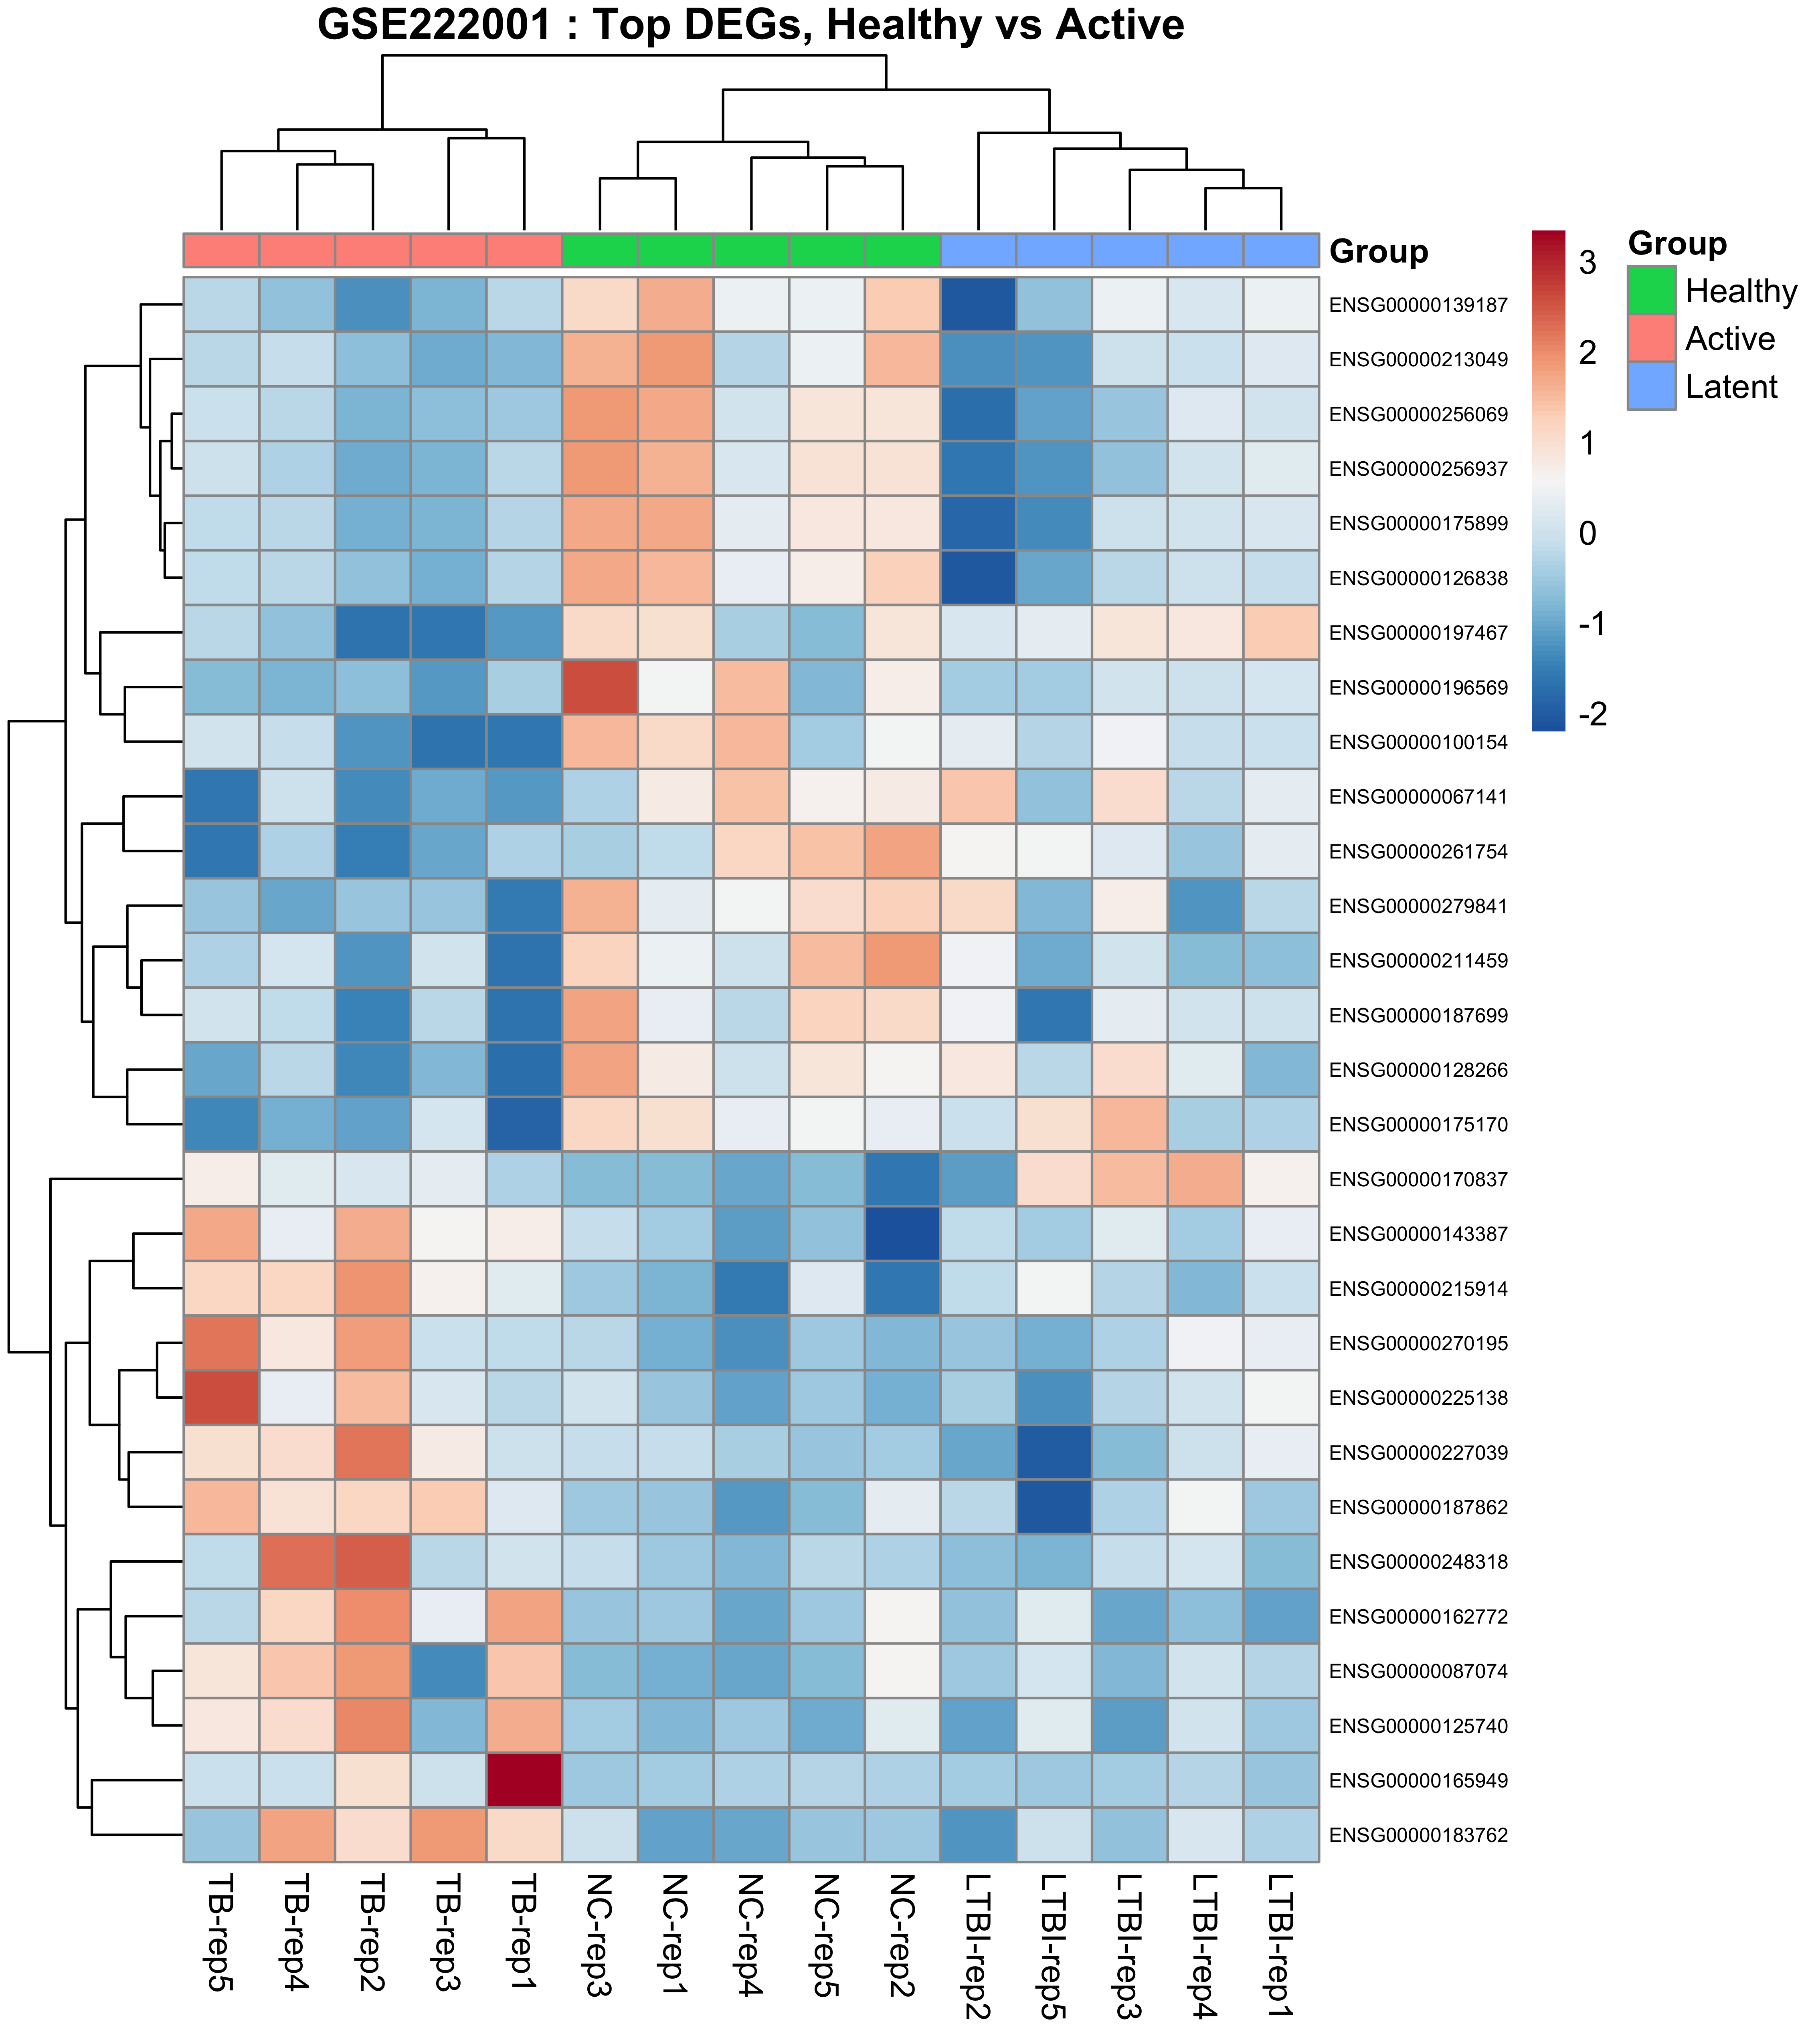 GSE222001 : Top DEGs, Healthy vs Active
Group
3
2
1
0
-1
-2
Group
Healthy
Active
Latent
ENSG00000139187
ENSG00000213049
ENSG00000256069
ENSG00000256937
ENSG00000175899
ENSG00000126838
ENSG00000197467
ENSG00000196569
ENSG00000100154
ENSG00000067141
ENSG00000261754
ENSG00000279841
ENSG00000211459
ENSG00000187699
ENSG00000128266
ENSG00000175170
ENSG00000170837
ENSG00000143387
ENSG00000215914
ENSG00000270195
ENSG00000225138
ENSG00000227039
ENSG00000187862
ENSG00000248318
ENSG00000162772
ENSG00000087074
ENSG00000125740
ENSG00000165949
ENSG00000183762
TB-rep5
TB-rep4
TB-rep2
TB-rep3
TB-rep1
NC-rep3
NC-rep1
NC-rep4
NC-rep5
NC-rep2
LTBI-rep2
LTBI-rep5
LTBI-rep3
LTBI-rep4
LTBI-rep1